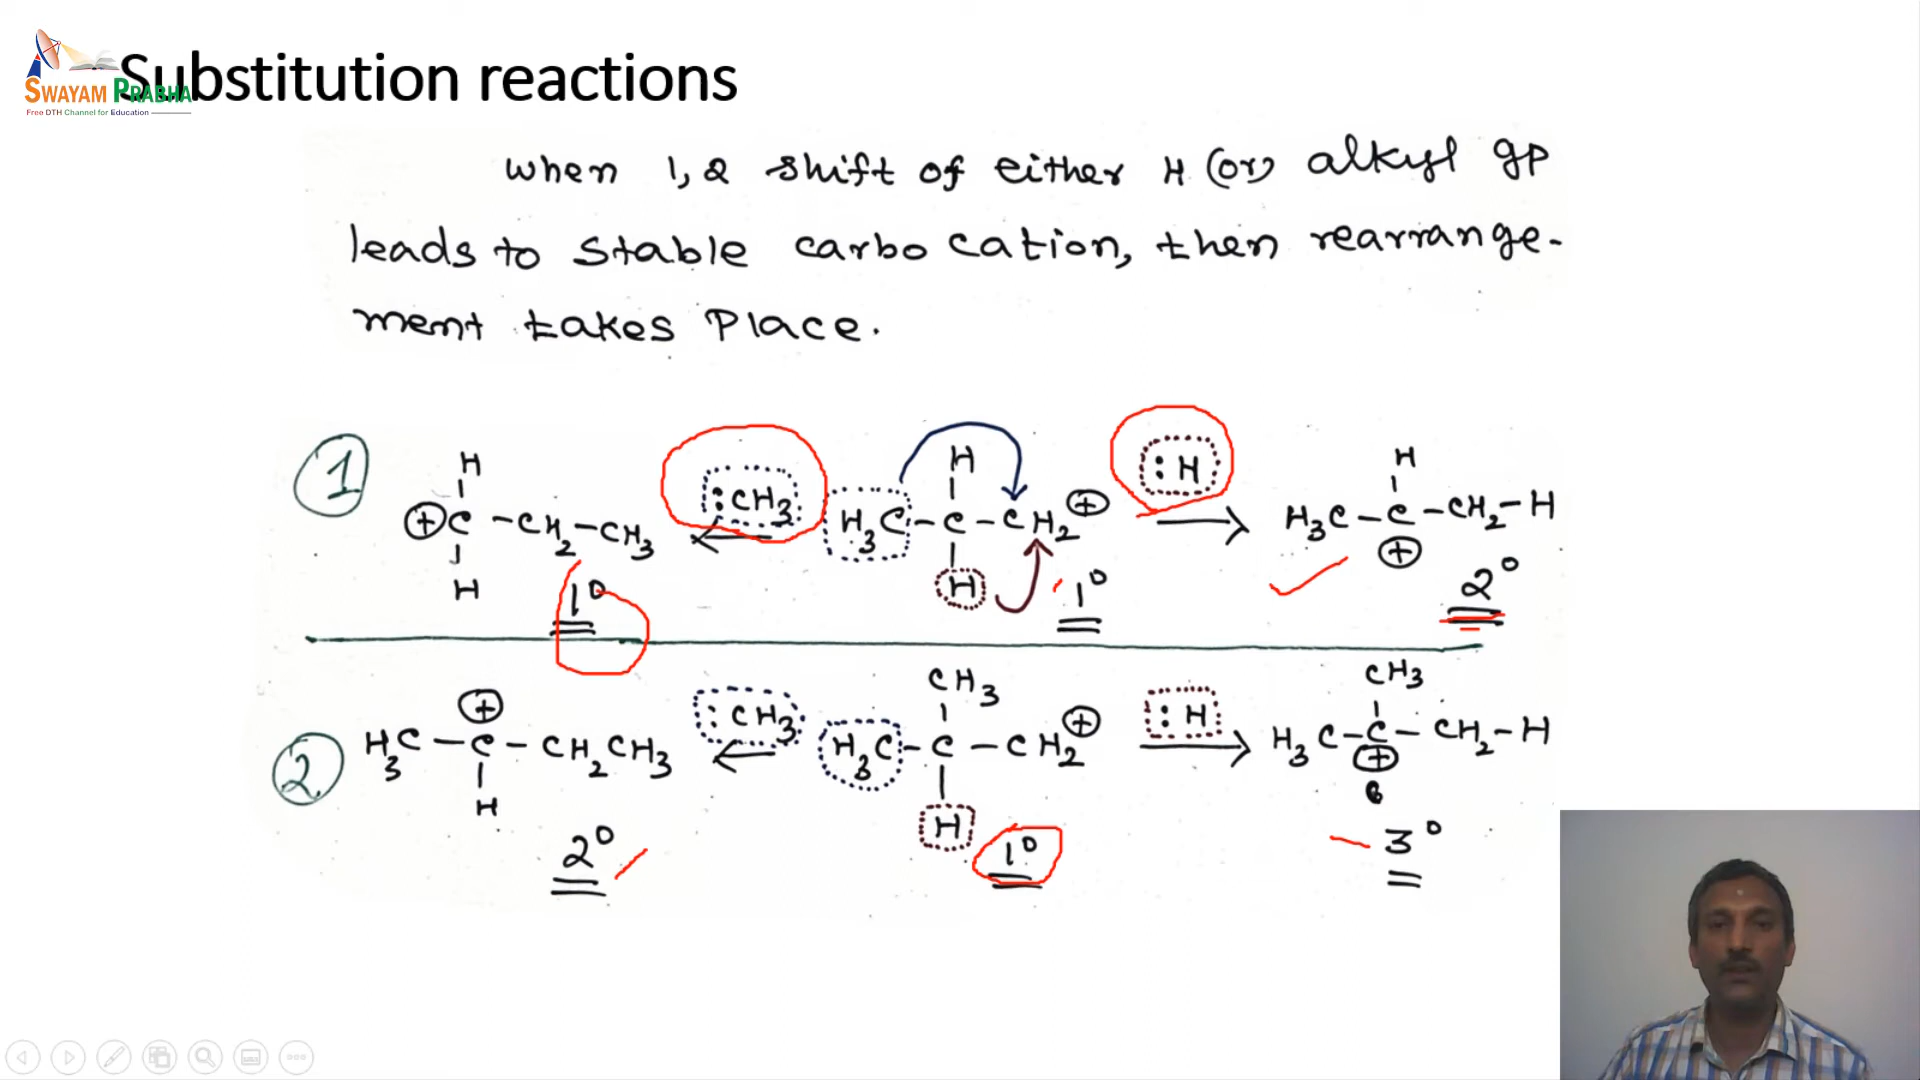 Substitution reactions
SWAYAM PRABHA
Free DTH Channel for Education
when 1,2 shift of either H (or) alkyl gp
leads to stable carbo cation, then rearrange-
ment takes place.
1
H
⊕C - CH2 - CH3
H
1°
:CH3
H
H3C - C - CH2 ⊕
H
1°
:H
H
H3C - C - CH2 - H
⊕
2°
2
⊕
H3C - C - CH2CH3
H
2°
:CH3
CH3
H3C - C - CH2 ⊕
H
1°
:H
CH3
H3C - C - CH2 - H
⊕
3°